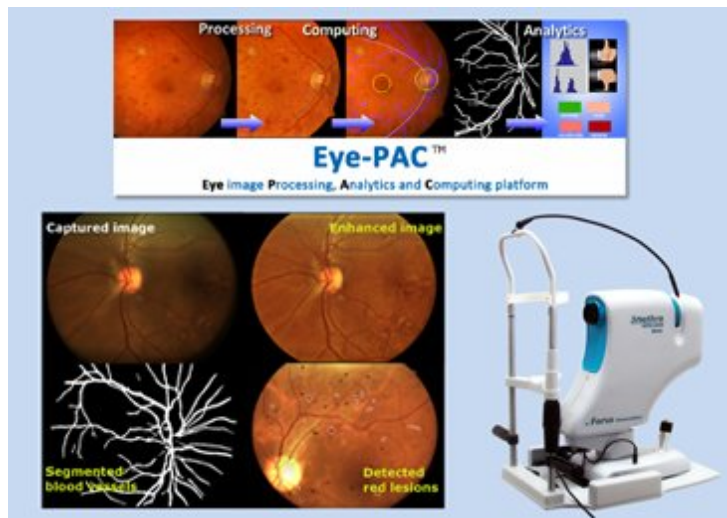 Processing
Computing
Analytics
Eye-PAC™
Eye image Processing, Analytics and Computing platform
Captured image
Enhanced image
Segmented
blood vessels
Detected
red lesions
Forus